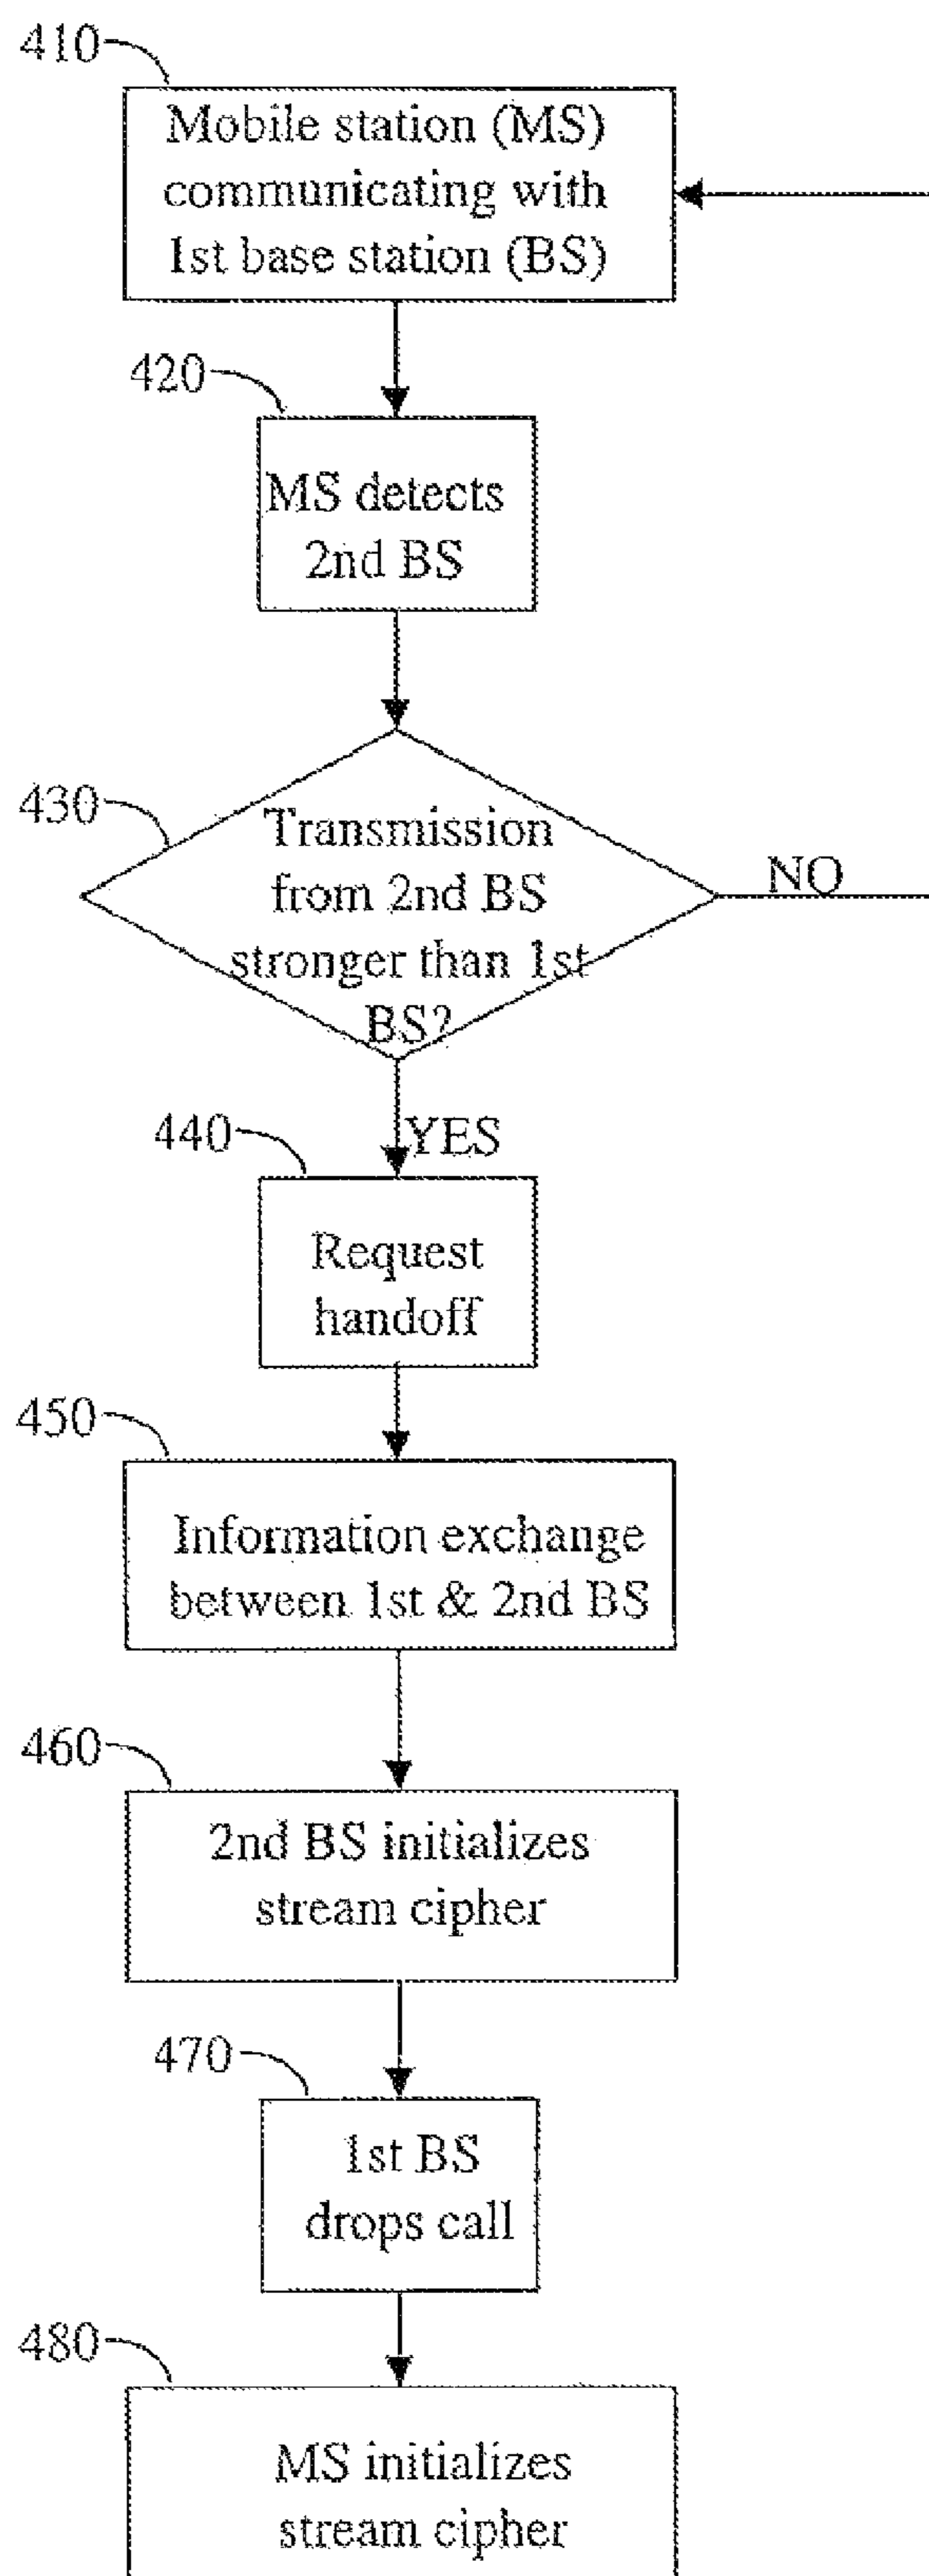 410
Mobile station (MS)
communicating with
1st base station (BS)
420
MS detects
2nd BS
430
Transmission
from 2nd BS
stronger than 1st
BS?
NO
YES
440
Request
handoff
450
Information exchange
between 1st & 2nd BS
460
2nd BS initializes
stream cipher
470
1st BS
drops call
480
MS initializes
stream cipher